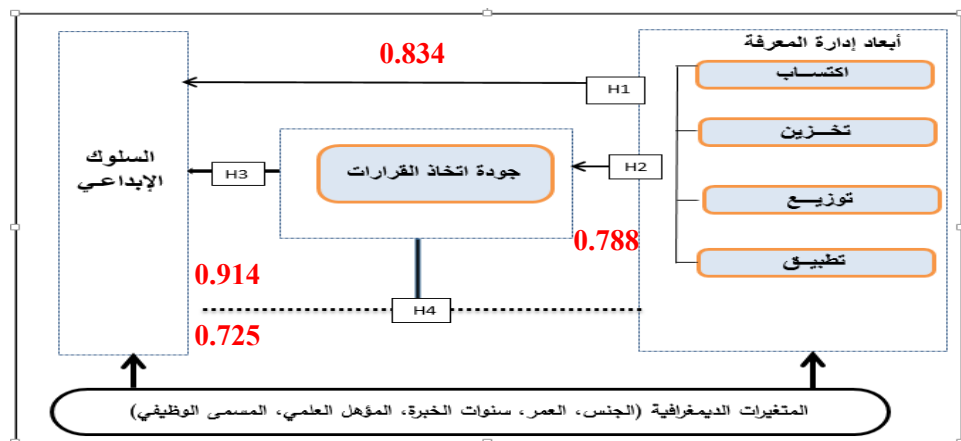 أبعاد إدارة المعرفة
اكتســاب
تخــزين
توزيــع
تطبيــق
0.834
H1
H2
0.788
جودة اتخاذ القرارات
H3
السلوك
الإبداعـي
0.914
H4
0.725
المتغيرات الديمغرافية (الجنس، العمر، سنوات الخبرة، المؤهل العلمي، المسمى الوظيفي)